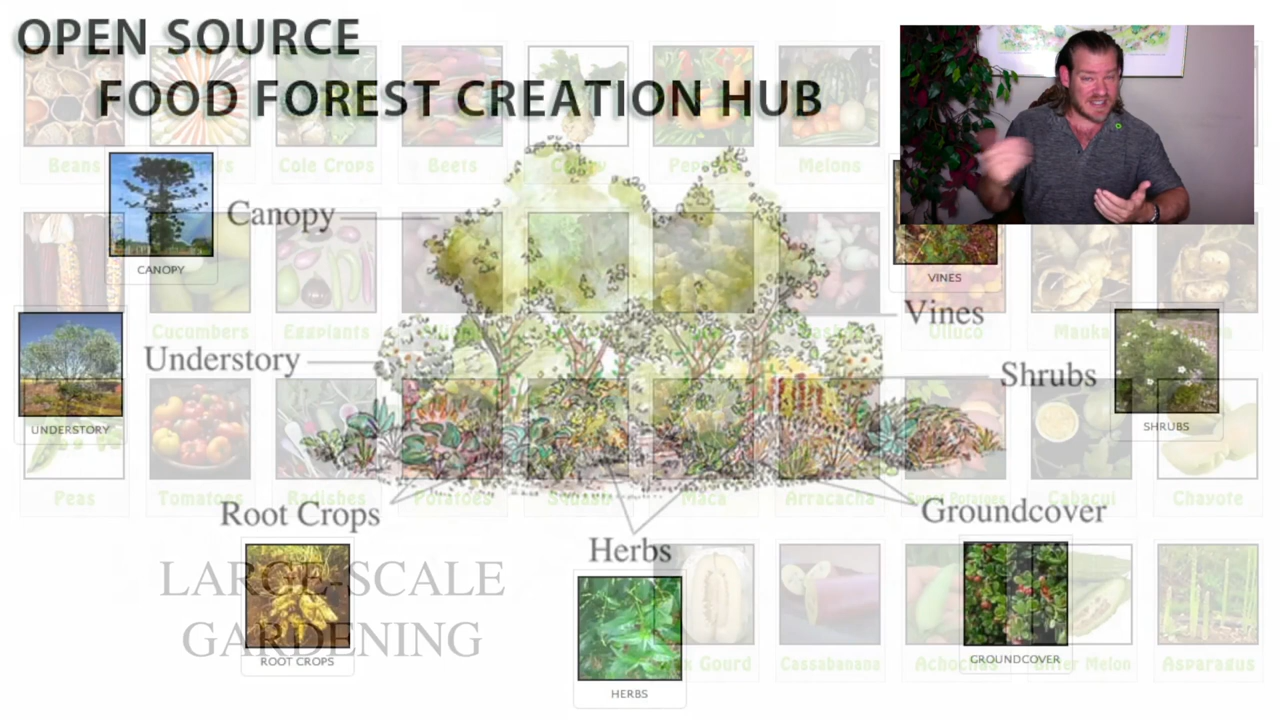 OPEN SOURCE
FOOD FOREST CREATION HUB
Beans
Cole Crops
Beets
Melons
Canopy
CANOPY
VINES
Vines
Cucumbers
Eggplants
Ulluco
Mauka
Understory
Shrubs
UNDERSTORY
SHRUBS
Peas
Tomatoes
Radishes
Potatoes
Squash
Maca
Arracacha
Sweet Potatoes
Cabacui
Chayote
Root Crops
Groundcover
Herbs
LARGE-SCALE
GARDENING
ROOT CROPS
GROUNDCOVER
HERBS
Gourd
Cassabanana
Achochas
Bitter Melon
Asparagus